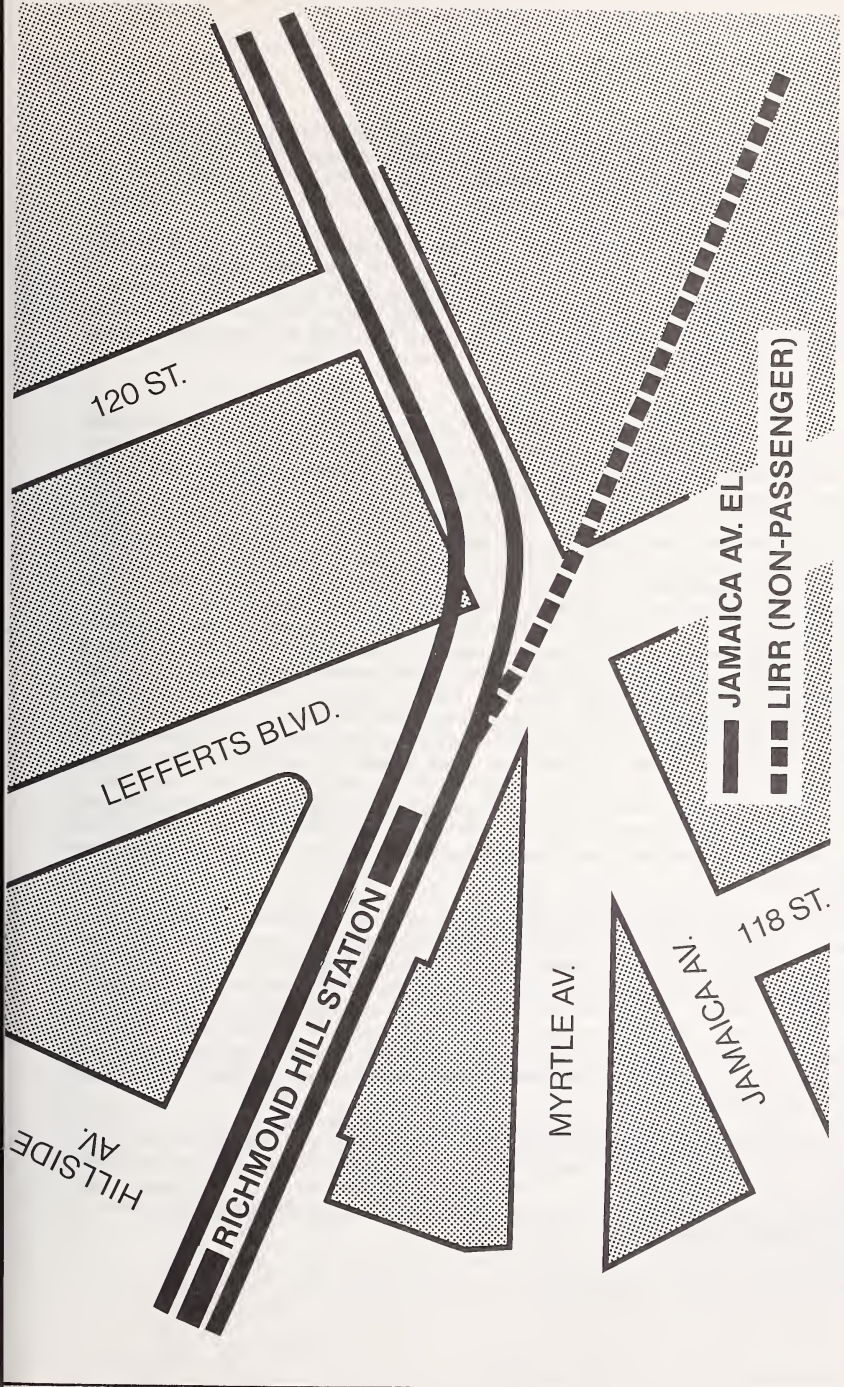 120 ST.
LEFFERTS BLVD.
HILLSIDE
AV.
RICHMOND HILL STATION
MYRTLE AV.
JAMAICA AV.
118 ST.
JAMAICA AV. EL
LIRR (NON-PASSENGER)